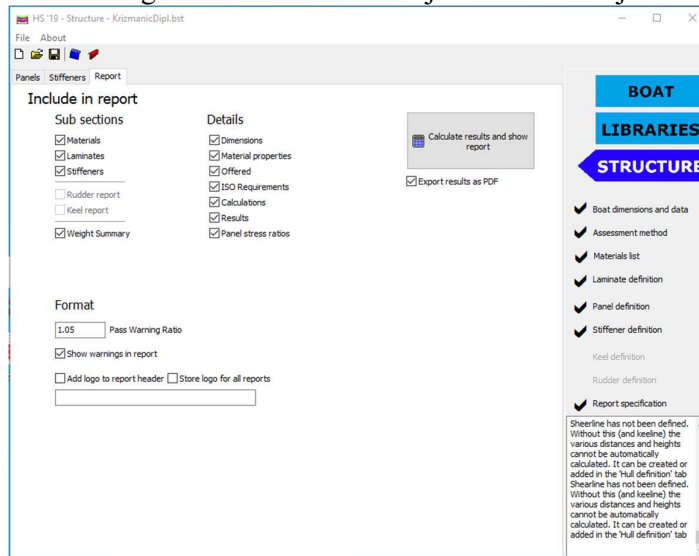 HS '19 - Structure - KrizmanicDipl.bst
File About
Panels Stiffeners Report
Include in report
Sub sections
Materials
Laminates
Stiffeners
Rudder report
Keel report
Weight Summary
Details
Dimensions
Material properties
Offered
ISO Requirements
Calculations
Results
Panel stress ratios
Calculate results and show
report
Export results as PDF
Format
1.05 Pass Warning Ratio
Show warnings in report
Add logo to report header Store logo for all reports
BOAT
LIBRARIES
STRUCTURE
Boat dimensions and data
Assessment method
Materials list
Laminate definition
Panel definition
Stiffener definition
Keel definition
Rudder definition
Report specification
Sheerline has not been defined.
Without this (and keeline) the
various distances and heights
cannot be automatically
calculated. It can be created or
added in the 'Hull definition' tab
Shearline has not been defined.
Without this (and keeline) the
various distances and heights
cannot be automatically
calculated. It can be created or
added in the 'Hull definition' tab